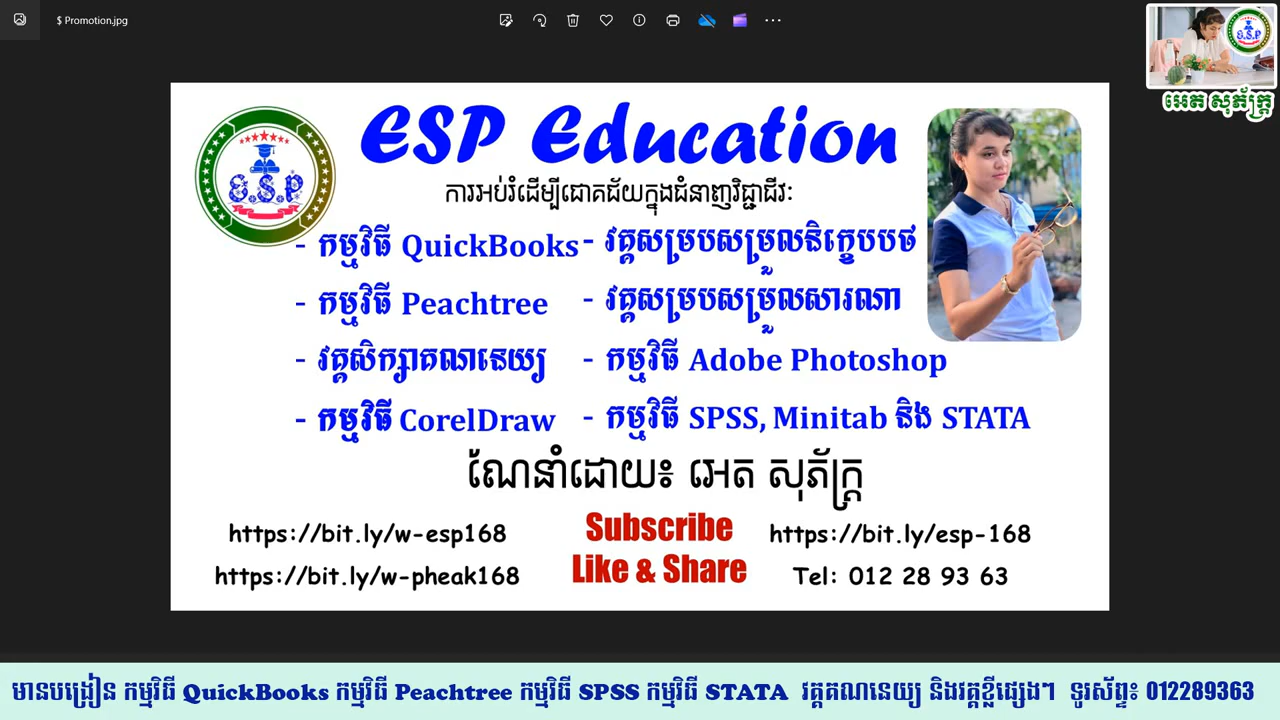 $ Promotion.jpg
E.S.P
អេត សុភ័ក្រ្ត
ESP Education
ការអប់រំដើម្បីជោគជ័យក្នុងជំនាញវិជ្ជាជីវៈ
E.S.P
- កម្មវិធី QuickBooks
- វគ្គសម្របសម្រួលនិក្ខេបបថ
- កម្មវិធី Peachtree
- វគ្គសម្របសម្រួលសារណា
- វគ្គសិក្សាគណនេយ្យ
- កម្មវិធី Adobe Photoshop
- កម្មវិធី CorelDraw
- កម្មវិធី SPSS, Minitab និង STATA
ណែនាំដោយ៖ អេត សុភ័ក្រ្ត
https://bit.ly/w-esp168
Subscribe
https://bit.ly/esp-168
https://bit.ly/w-pheak168
Like & Share
Tel: 012 28 93 63
មានបង្រៀន កម្មវិធី QuickBooks កម្មវិធី Peachtree កម្មវិធី SPSS កម្មវិធី STATA វគ្គគណនេយ្យ និងវគ្គខ្លីផ្សេងៗ ទូរស័ព្ទ៖ 012289363